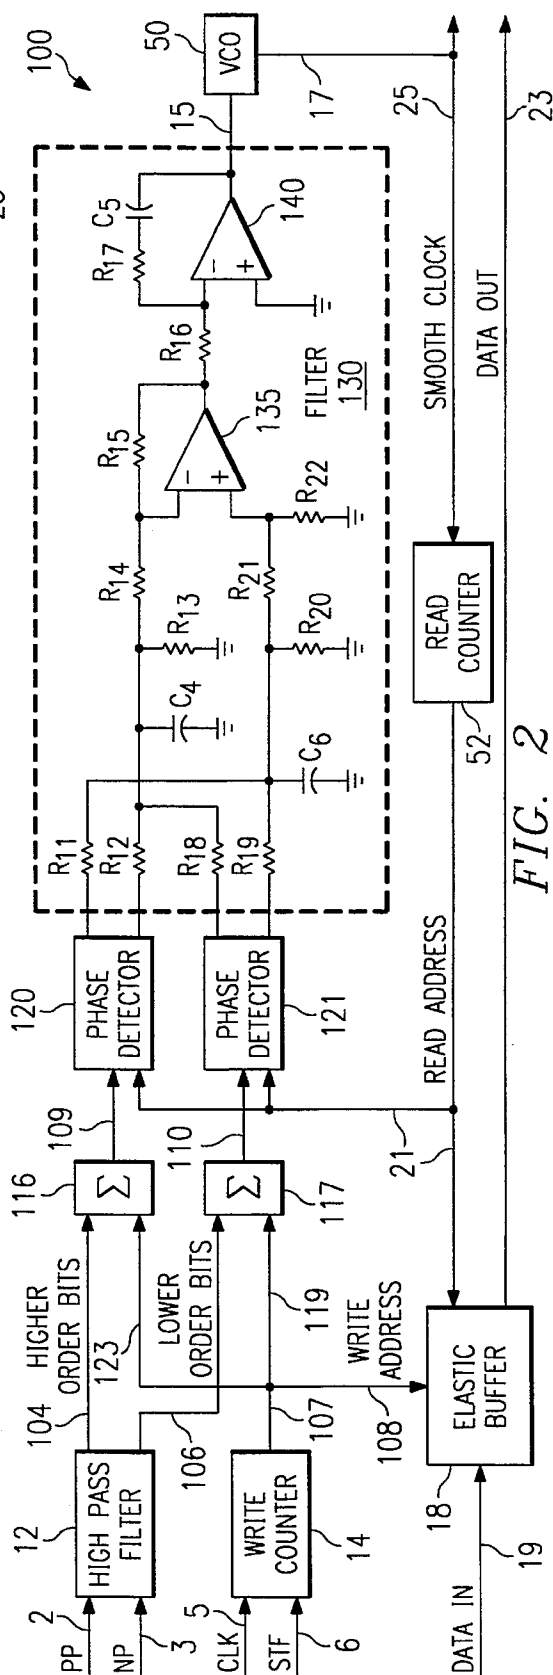 100
50
VCO
15
17
25
23
SMOOTH CLOCK
DATA OUT
C5
R17
140
R16
R15
135
FILTER
130
R22
R14
R13
R21
R20
C4
C6
R11
R12
R18
R19
READ
COUNTER
52
FIG. 2
120
PHASE
DETECTOR
PHASE
DETECTOR
121
READ ADDRESS
109
110
21
116
Σ
Σ
117
HIGHER
ORDER BITS
104
123
LOWER
ORDER BITS
106
119
107
WRITE
ADDRESS
108
12
HIGH PASS
FILTER
WRITE
COUNTER
14
ELASTIC
BUFFER
18
19
2
PP
NP
3
5
CLK
STF
6
DATA IN